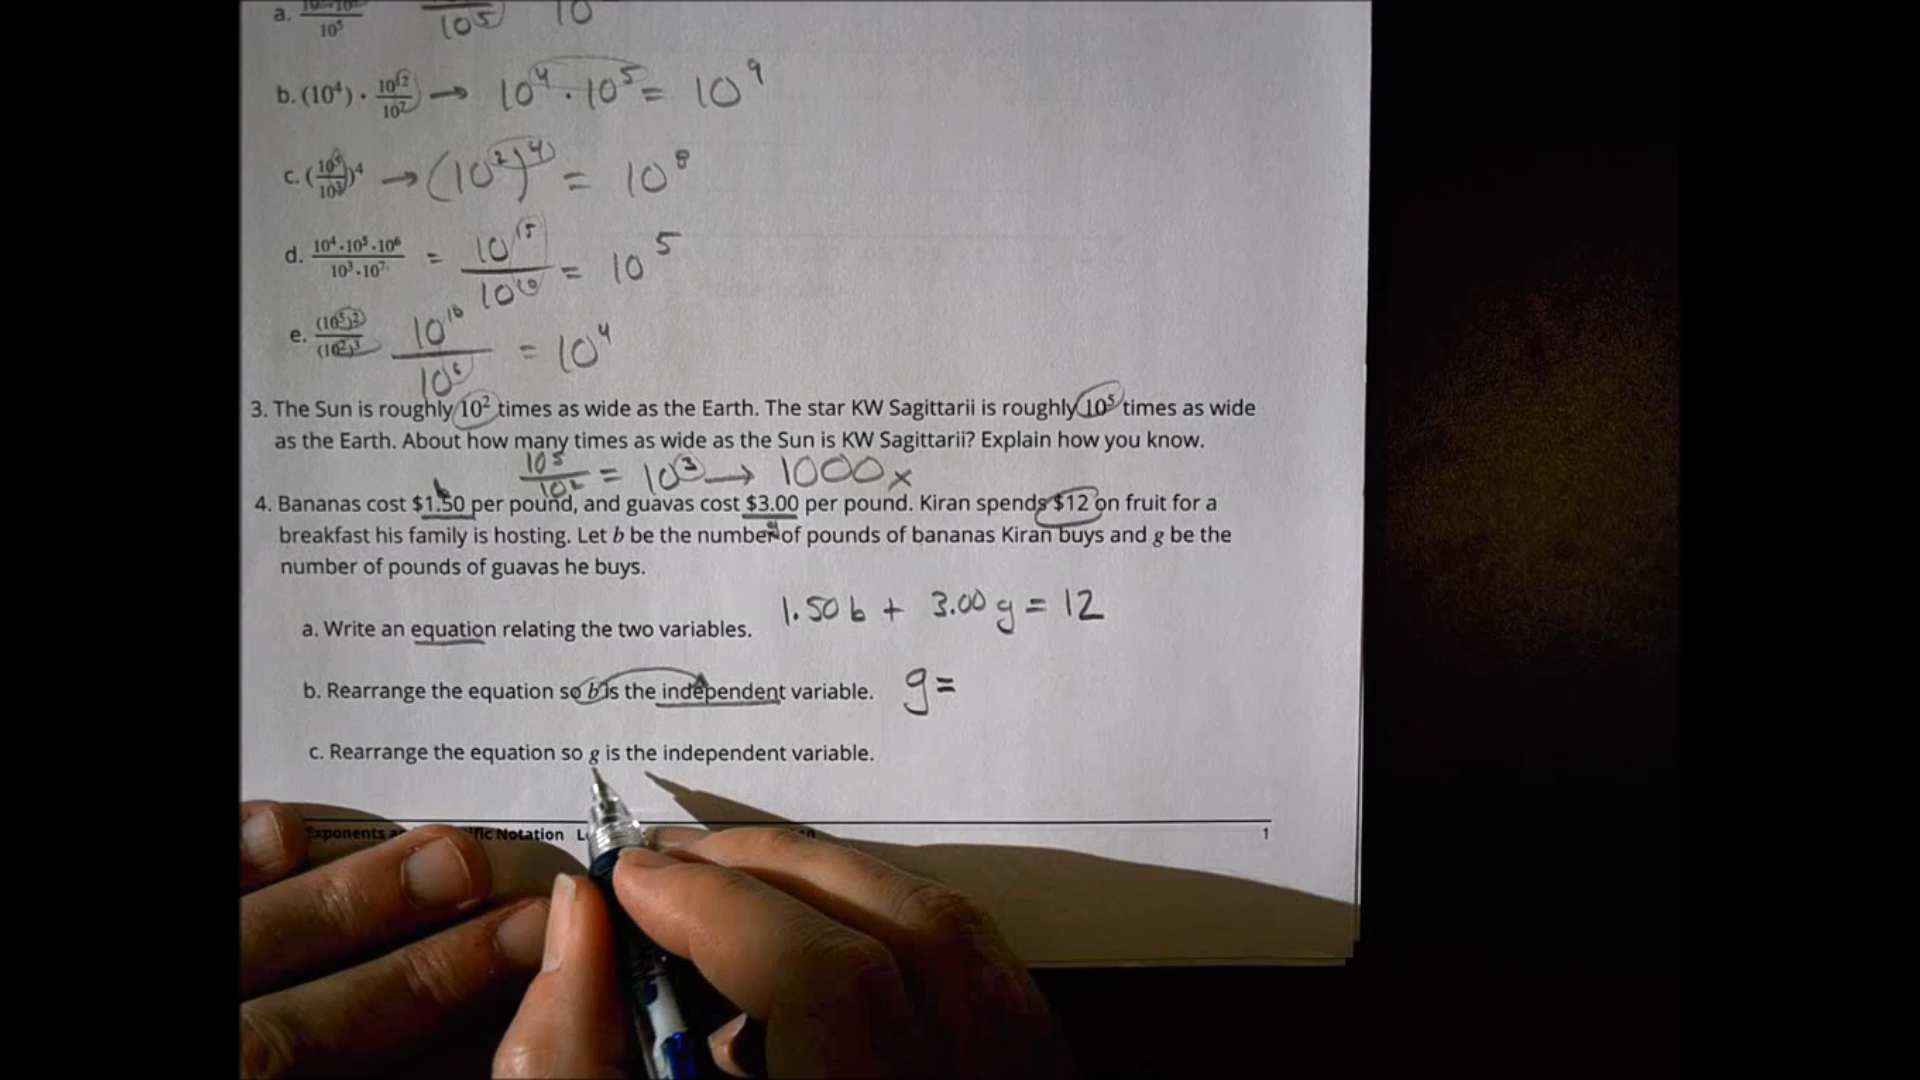 a. 10⁵ 10⁵ 10
b. (10⁴) · 10¹²/10⁷ → 10⁴ · 10⁵ = 10⁹
c. (10⁵/10³)⁴ → (10²)⁴ = 10⁸
d. 10⁴·10⁵·10⁶/10³·10⁷ = 10¹⁵/10¹⁰ = 10⁵
e. (10⁵)²/(10²)³ 10¹⁰/10⁶ = 10⁴
3. The Sun is roughly 10² times as wide as the Earth. The star KW Sagittarii is roughly 10⁵ times as wide
as the Earth. About how many times as wide as the Sun is KW Sagittarii? Explain how you know.
10⁵/10² = 10³ → 1000x
b
4. Bananas cost $1.50 per pound, and guavas cost $3.00 per pound. Kiran spends $12 on fruit for a
g
breakfast his family is hosting. Let b be the number of pounds of bananas Kiran buys and g be the
number of pounds of guavas he buys.
a. Write an equation relating the two variables. 1.50b + 3.00g = 12
b. Rearrange the equation so b is the independent variable. g=
c. Rearrange the equation so g is the independent variable.
Exponents Notation 1